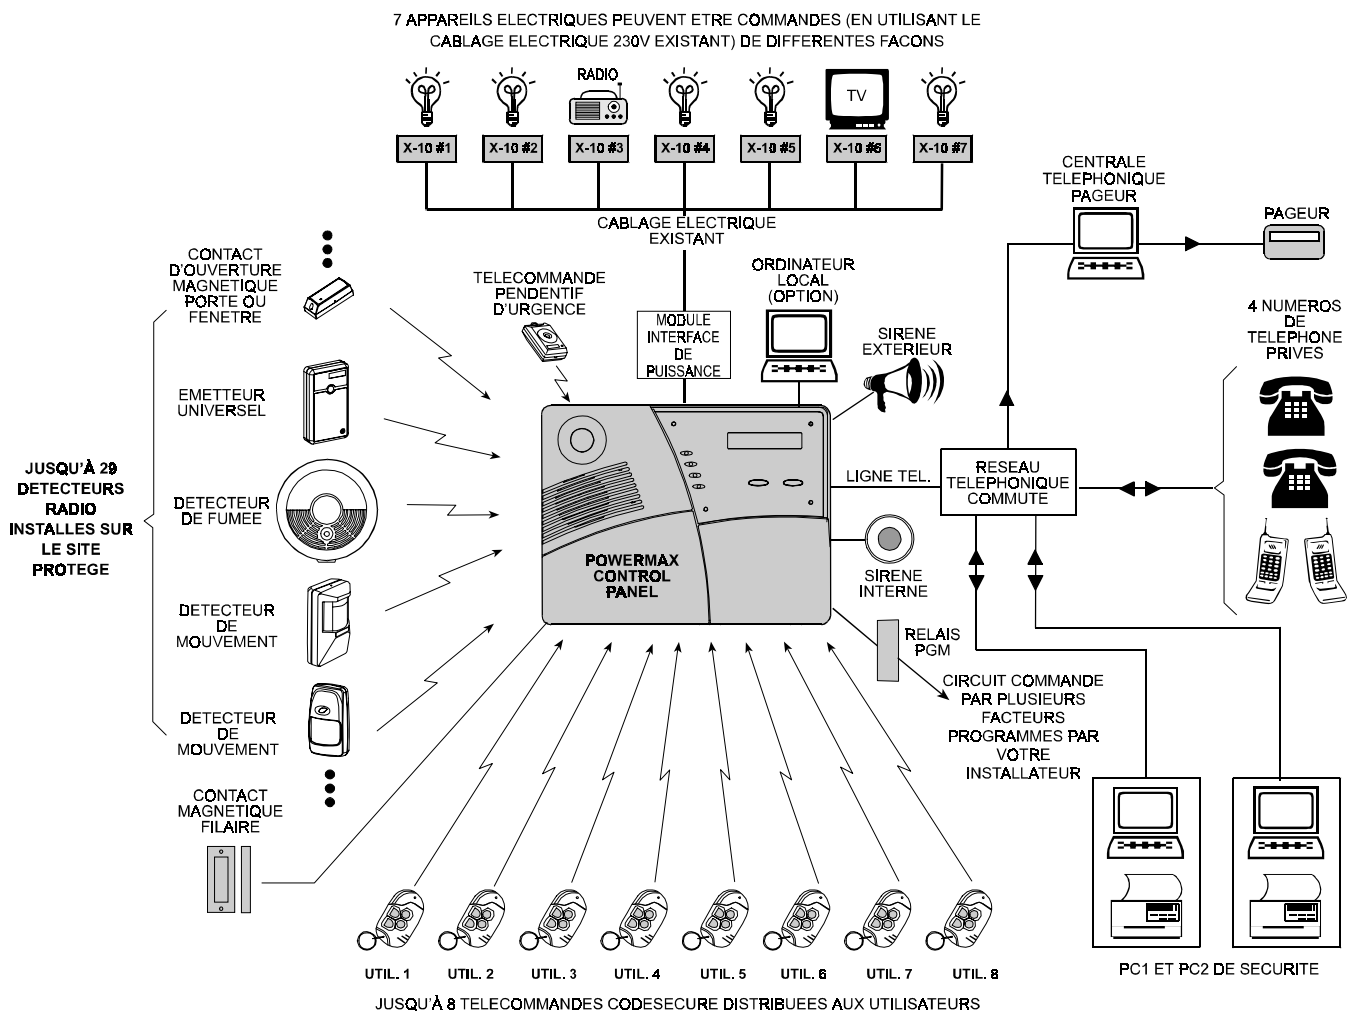 7 APPAREILS ELECTRIQUES PEUVENT ETRE COMMANDES (EN UTILISANT LE
CABLAGE ELECTRIQUE 230V EXISTANT) DE DIFFERENTES FACONS
RADIO
TV
X-10 #1
X-10 #2
X-10 #3
X-10 #4
X-10 #5
X-10 #6
X-10 #7
CABLAGE ELECTRIQUE
EXISTANT
CENTRALE
TELEPHONIQUE
PAGEUR
PAGEUR
CONTACT
D'OUVERTURE
MAGNETIQUE
PORTE OU
FENETRE
TELECOMMANDE
PENDENTIF
D'URGENCE
MODULE
INTERFACE
DE
PUISSANCE
ORDINATEUR
LOCAL
(OPTION)
SIRENE
EXTERIEUR
4 NUMEROS
DE
TELEPHONE
PRIVES
EMETTEUR
UNIVERSEL
JUSQU'À 29
DETECTEURS
RADIO
INSTALLES SUR
LE SITE
PROTEGE
DETECTEUR
DE FUMEE
LIGNE TEL.
RESEAU
TELEPHONIQUE
COMMUTE
POWERMAX
CONTROL
PANEL
SIRENE
INTERNE
DETECTEUR
DE
MOUVEMENT
RELAIS
PGM
CIRCUIT COMMANDE
PAR PLUSIEURS
FACTEURS
PROGRAMMES PAR
VOTRE
INSTALLATEUR
DETECTEUR
DE
MOUVEMENT
CONTACT
MAGNETIQUE
FILAIRE
UTIL. 1
UTIL. 2
UTIL. 3
UTIL. 4
UTIL. 5
UTIL. 6
UTIL. 7
UTIL. 8
PC1 ET PC2 DE SECURITE
JUSQU'À 8 TELECOMMANDES CODESECURE DISTRIBUEES AUX UTILISATEURS